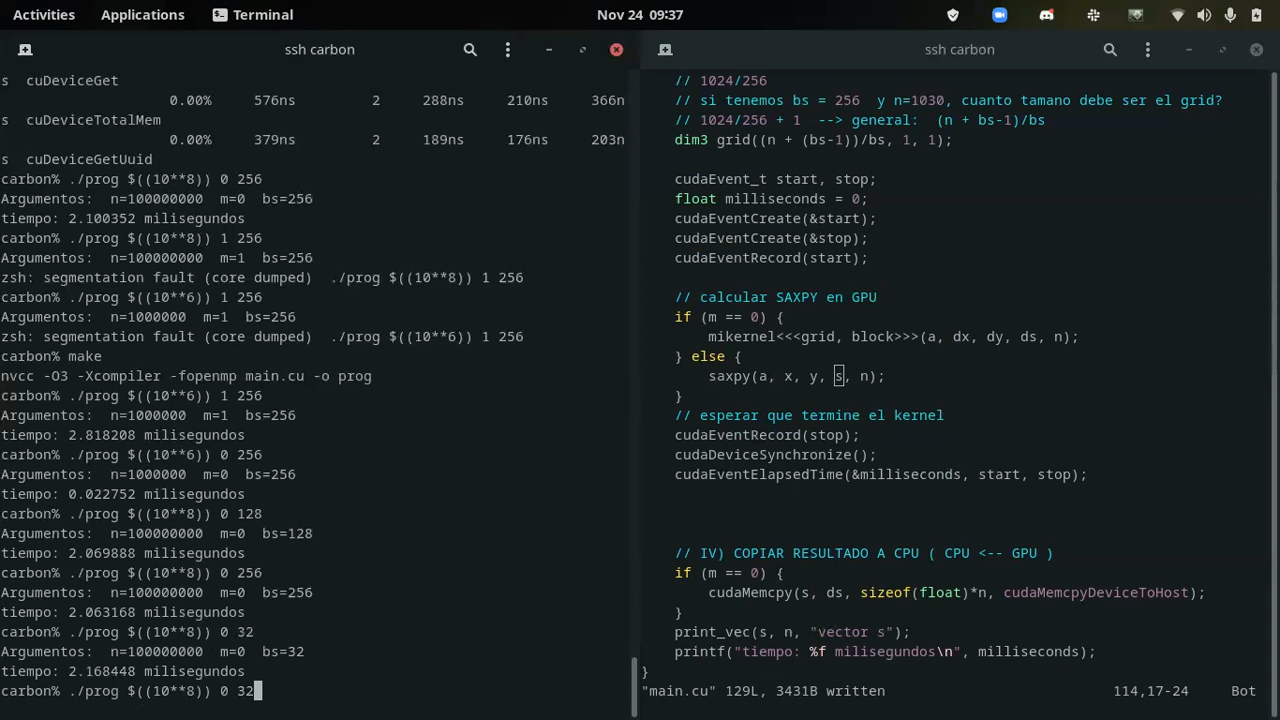 Activities Applications Terminal Nov 24 09:37
ssh carbon
s cuDeviceGet
0.00% 576ns 2 288ns 210ns 366n
s cuDeviceTotalMem
0.00% 379ns 2 189ns 176ns 203n
s cuDeviceGetUuid
carbon% ./prog $((10**8)) 0 256
Argumentos: n=100000000 m=0 bs=256
tiempo: 2.100352 milisegundos
carbon% ./prog $((10**8)) 1 256
Argumentos: n=100000000 m=1 bs=256
zsh: segmentation fault (core dumped) ./prog $((10**8)) 1 256
carbon% ./prog $((10**6)) 1 256
Argumentos: n=1000000 m=1 bs=256
zsh: segmentation fault (core dumped) ./prog $((10**6)) 1 256
carbon% make
nvcc -O3 -Xcompiler -fopenmp main.cu -o prog
carbon% ./prog $((10**6)) 1 256
Argumentos: n=1000000 m=1 bs=256
tiempo: 2.818208 milisegundos
carbon% ./prog $((10**6)) 0 256
Argumentos: n=1000000 m=0 bs=256
tiempo: 0.022752 milisegundos
carbon% ./prog $((10**8)) 0 128
Argumentos: n=100000000 m=0 bs=128
tiempo: 2.069888 milisegundos
carbon% ./prog $((10**8)) 0 256
Argumentos: n=100000000 m=0 bs=256
tiempo: 2.063168 milisegundos
carbon% ./prog $((10**8)) 0 32
Argumentos: n=100000000 m=0 bs=32
tiempo: 2.168448 milisegundos
carbon% ./prog $((10**8)) 0 32
ssh carbon
// 1024/256
// si tenemos bs = 256 y n=1030, cuanto tamano debe ser el grid?
// 1024/256 + 1 --> general: (n + bs-1)/bs
dim3 grid((n + (bs-1))/bs, 1, 1);
cudaEvent_t start, stop;
float milliseconds = 0;
cudaEventCreate(&start);
cudaEventCreate(&stop);
cudaEventRecord(start);
// calcular SAXPY en GPU
if (m == 0) {
mikernel<<<grid, block>>>(a, dx, dy, ds, n);
} else {
saxpy(a, x, y, s, n);
}
// esperar que termine el kernel
cudaEventRecord(stop);
cudaDeviceSynchronize();
cudaEventElapsedTime(&milliseconds, start, stop);
// IV) COPIAR RESULTADO A CPU ( CPU <-- GPU )
if (m == 0) {
cudaMemcpy(s, ds, sizeof(float)*n, cudaMemcpyDeviceToHost);
}
print_vec(s, n, "vector s");
printf("tiempo: %f milisegundos\n", milliseconds);
}
"main.cu" 129L, 3431B written 114,17-24 Bot